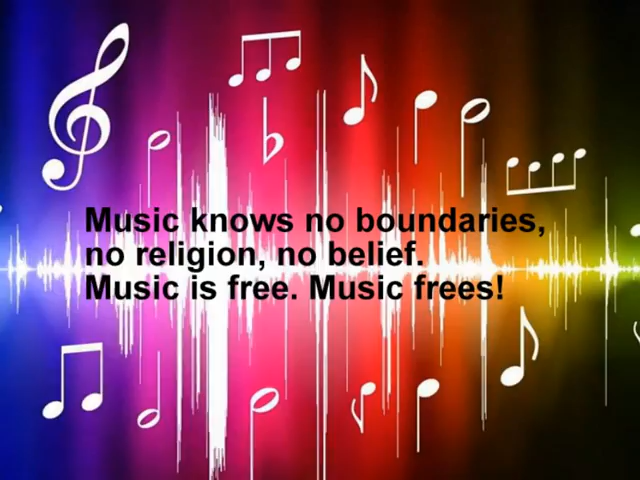 Music knows no boundaries,
no religion, no belief.
Music is free. Music frees!